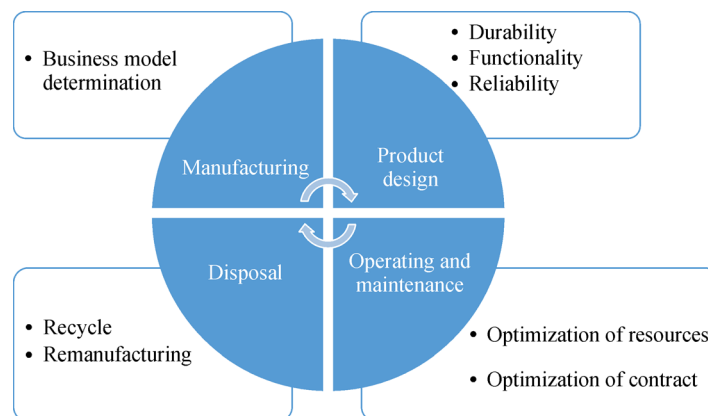 • Business model
determination
• Durability
• Functionality
• Reliability
Manufacturing
Product
design
Disposal
Operating and
maintenance
• Recycle
• Remanufacturing
• Optimization of resources
• Optimization of contract